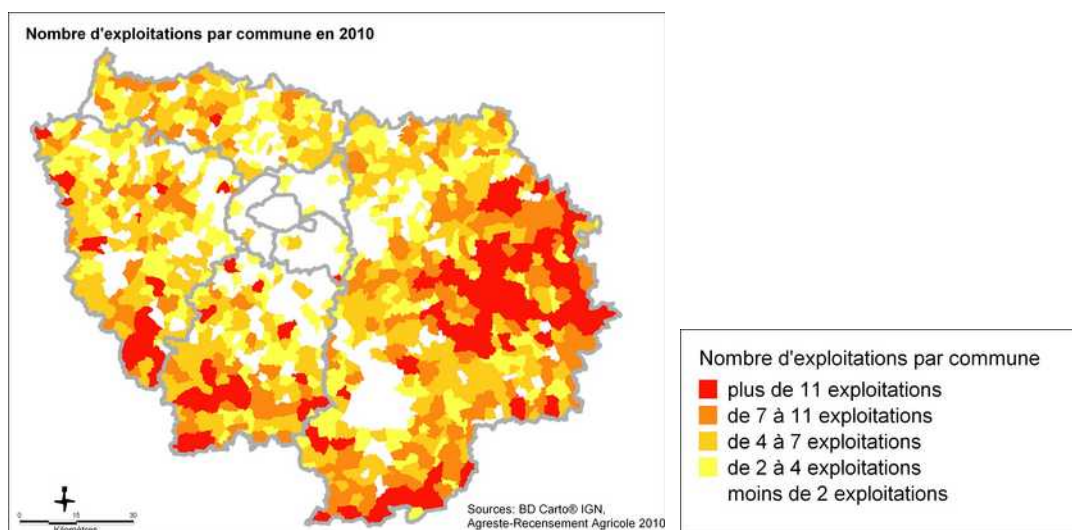 Nombre d'exploitations par commune en 2010
0 15 30
Kilomètres
Sources: BD Carto® IGN,
Agreste-Recensement Agricole 2010
Nombre d'exploitations par commune
plus de 11 exploitations
de 7 à 11 exploitations
de 4 à 7 exploitations
de 2 à 4 exploitations
moins de 2 exploitations